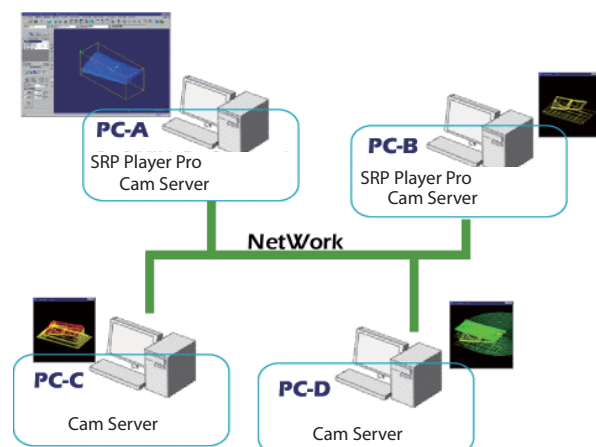 PC-A
SRP Player Pro
Cam Server
PC-B
SRP Player Pro
Cam Server
NetWork
PC-C
Cam Server
PC-D
Cam Server